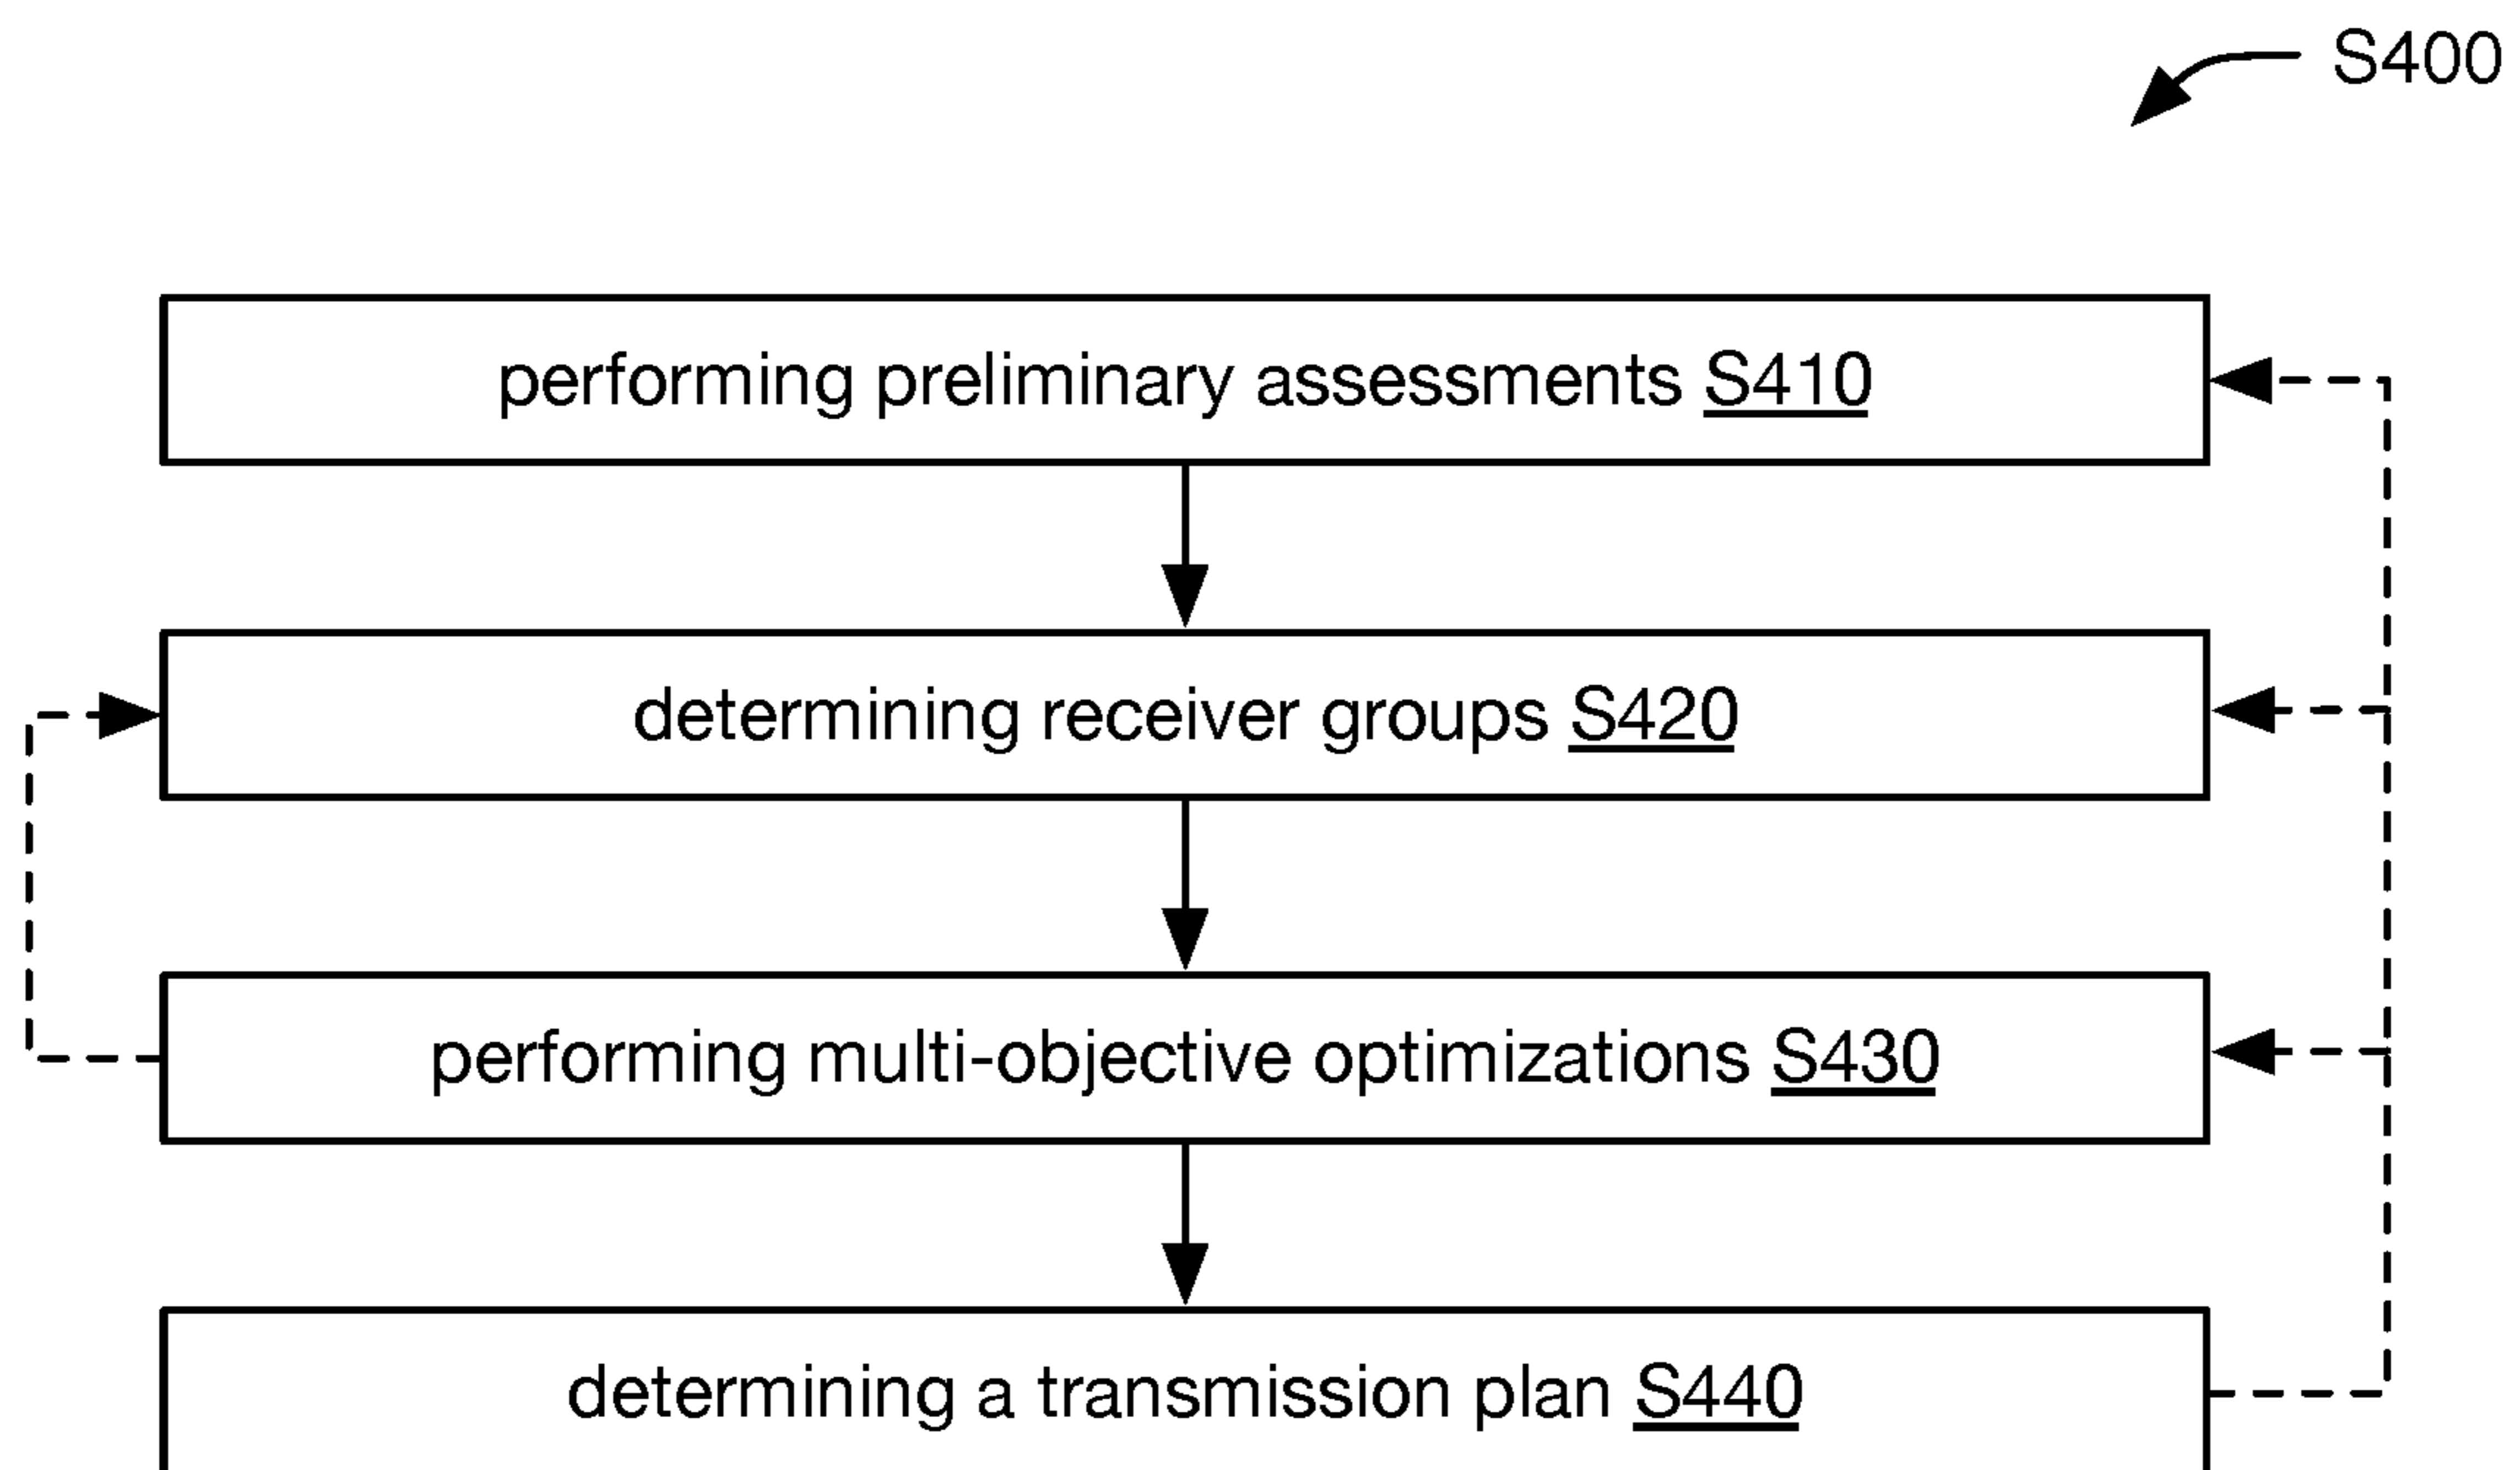 S400
performing preliminary assessments S410
determining receiver groups S420
performing multi-objective optimizations S430
determining a transmission plan S440